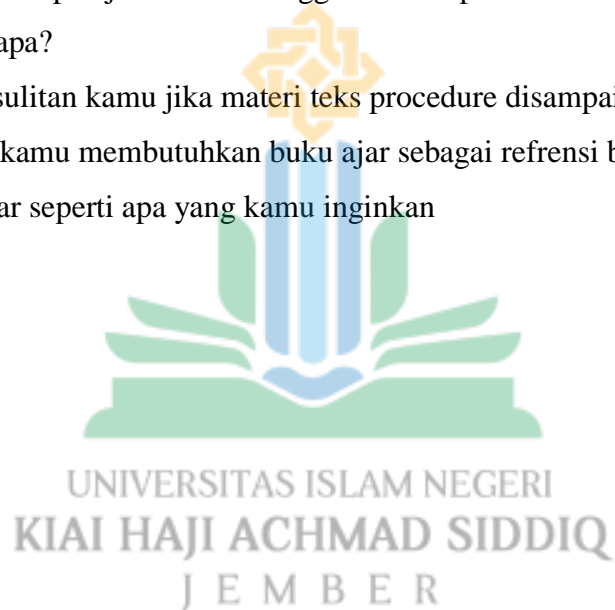 apa?
sulitan kamu jika materi teks procedure disampai
kamu membutuhkan buku ajar sebagai refrensi b
ar seperti apa yang kamu inginkan
UNIVERSITAS ISLAM NEGERI
KIAI HAJI ACHMAD SIDDIQ
J E M B E R